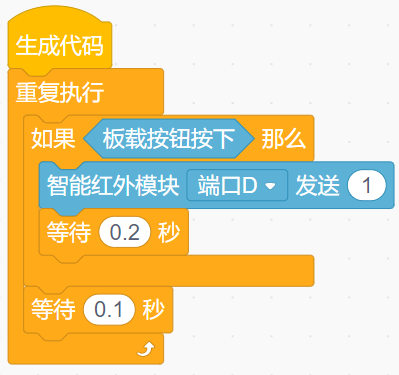 生成代码
重复执行
如果 板载按钮按下 那么
智能红外模块 端口D 发送 1
等待 0.2 秒
等待 0.1 秒